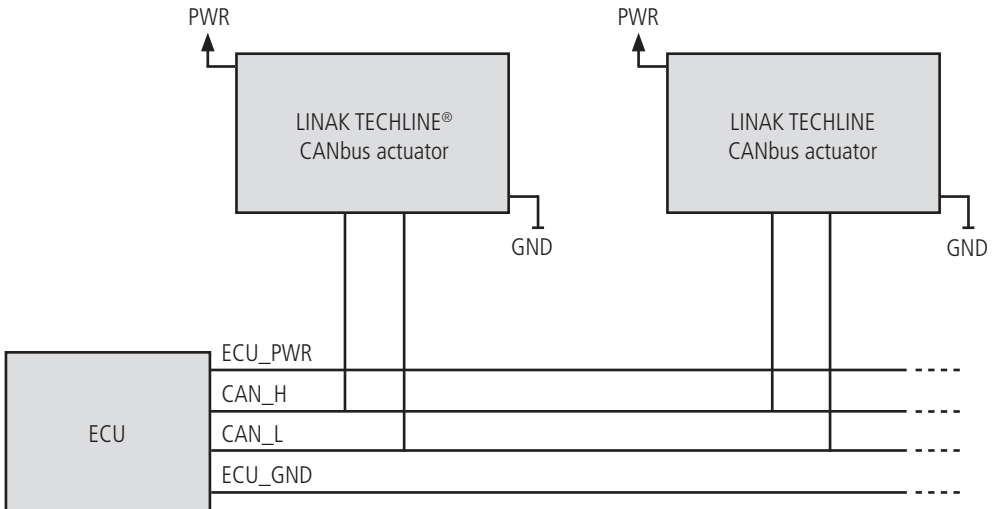 PWR
PWR
LINAK TECHLINE®
CANbus actuator
LINAK TECHLINE
CANbus actuator
GND
GND
ECU_PWR
CAN_H
ECU
CAN_L
ECU_GND